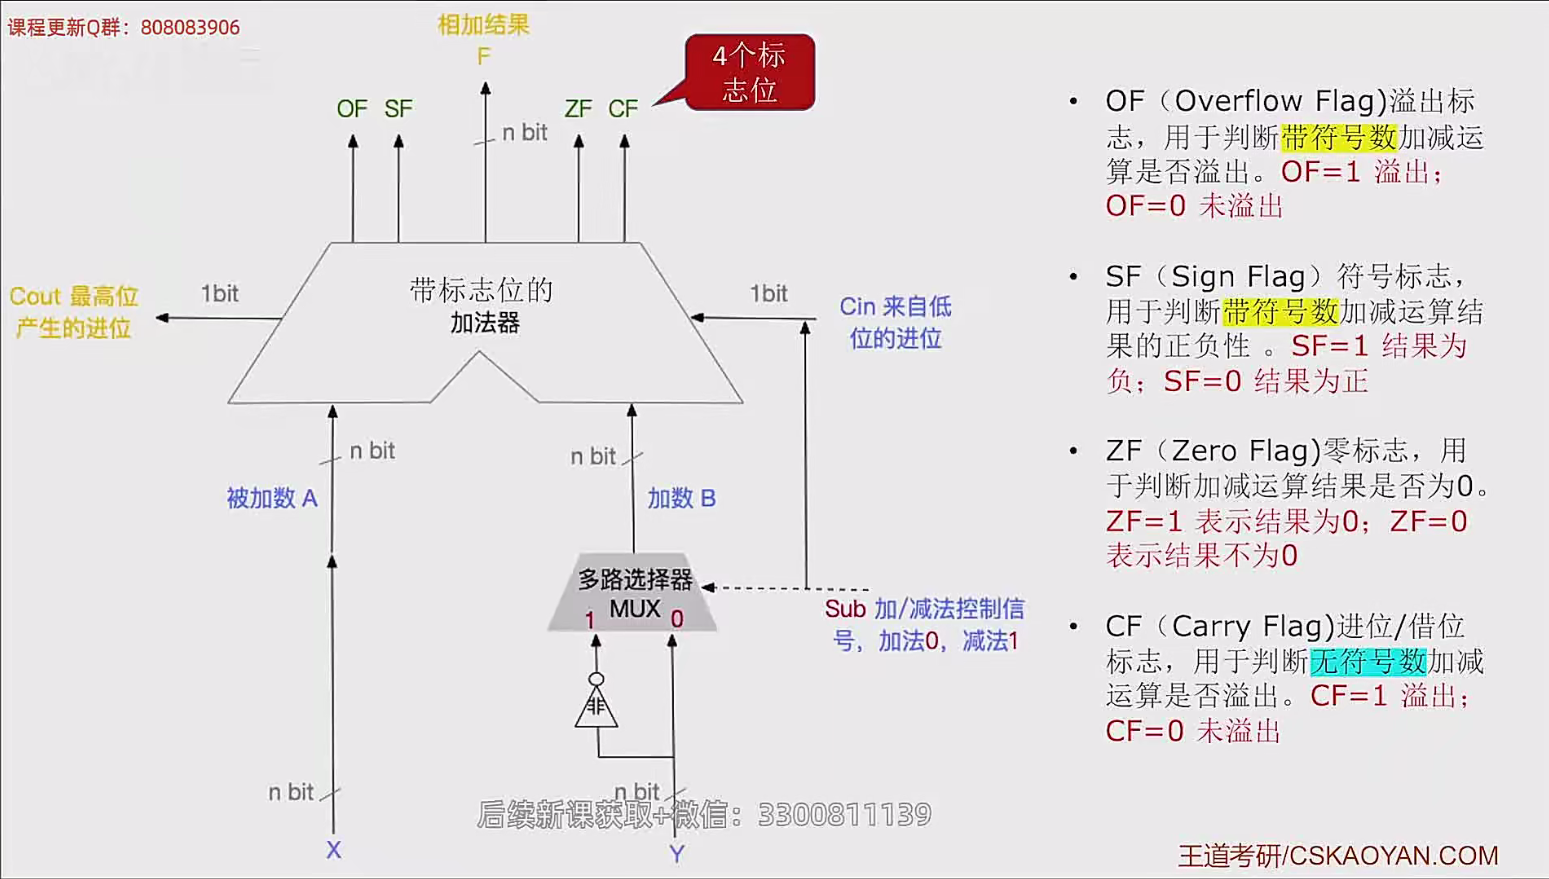 课程更新Q群：808083906
相加结果
F
4个标
志位
OF SF
ZF CF
n bit
Cout 最高位
产生的进位
1bit
带标志位的
加法器
1bit
Cin 来自低
位的进位
n bit
被加数 A
n bit
加数 B
多路选择器
MUX
1
0
Sub 加/减法控制信
号，加法0，减法1
非
n bit
n bit
后续新课获取+微信：3300811139
X
Y
• OF（Overflow Flag)溢出标
志，用于判断带符号数加减运
算是否溢出。OF=1 溢出；
OF=0 未溢出
• SF（Sign Flag）符号标志，
用于判断带符号数加减运算结
果的正负性 。SF=1 结果为
负；SF=0 结果为正
• ZF（Zero Flag)零标志，用
于判断加减运算结果是否为0。
ZF=1 表示结果为0；ZF=0
表示结果不为0
• CF（Carry Flag)进位/借位
标志，用于判断无符号数加减
运算是否溢出。CF=1 溢出；
CF=0 未溢出
王道考研/CSKAOYAN.COM